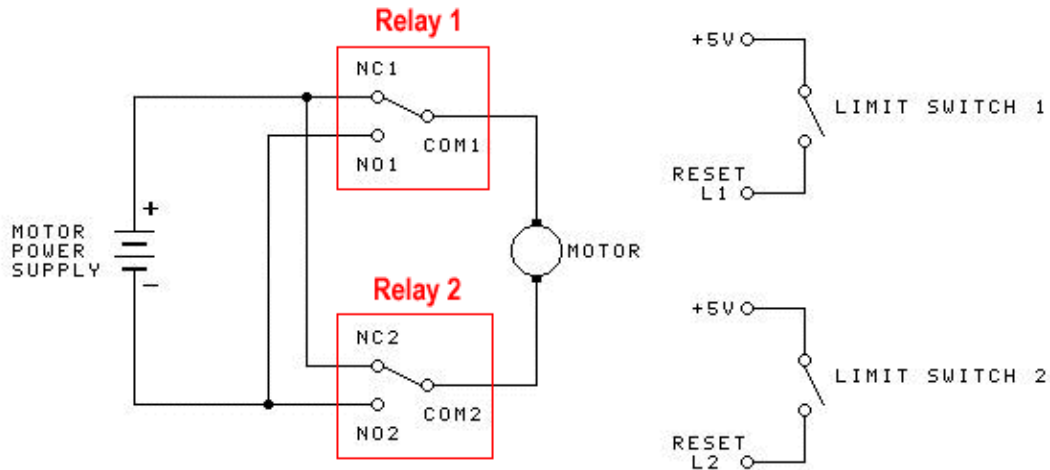 Relay 1
NC1
COM1
NO1
+5V
LIMIT SWITCH 1
RESET
L1
+
MOTOR
POWER
SUPPLY
−
MOTOR
Relay 2
NC2
COM2
NO2
+5V
LIMIT SWITCH 2
RESET
L2